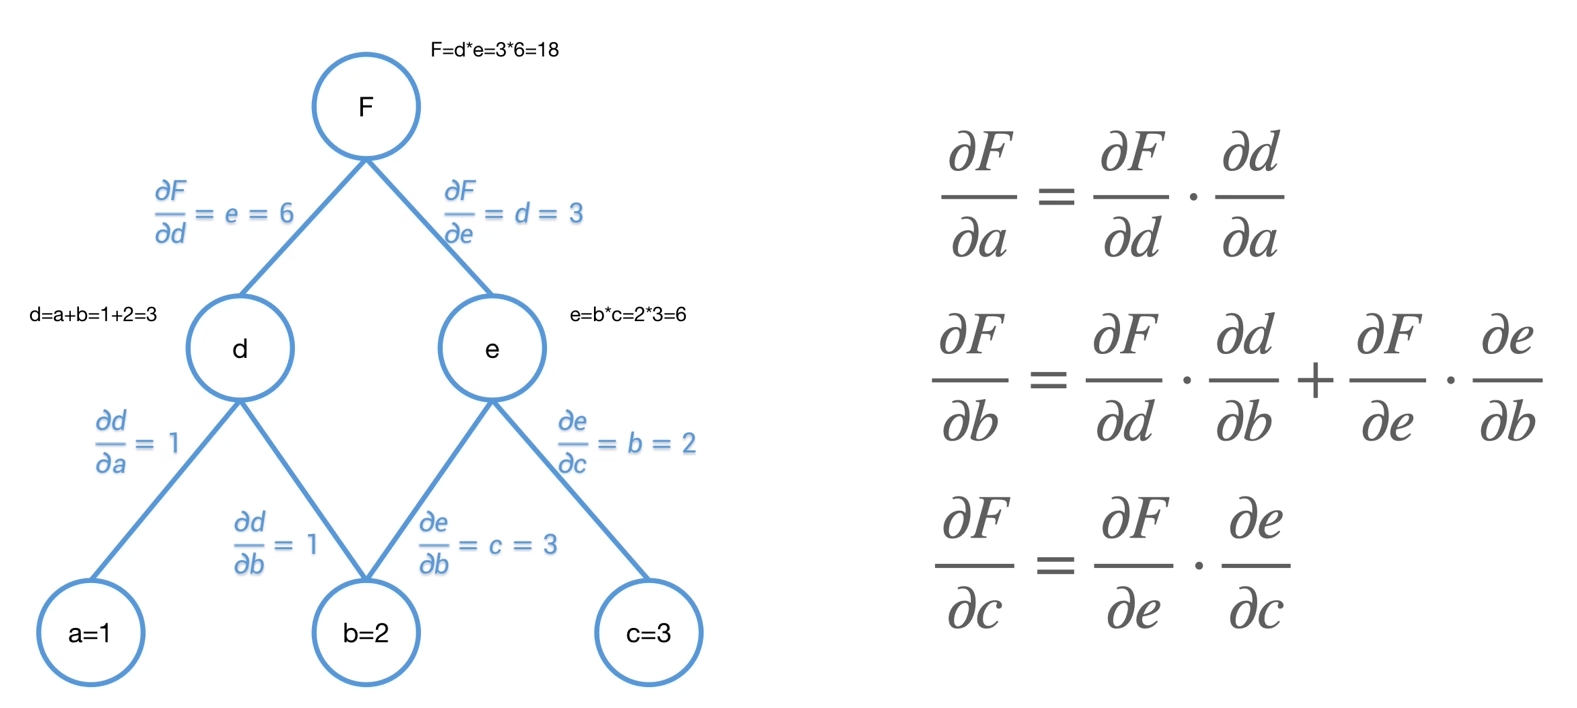 F=d*e=3*6=18
F
∂F/∂d = e = 6
∂F/∂e = d = 3
d=a+b=1+2=3
d
e
e=b*c=2*3=6
∂d/∂a = 1
∂e/∂c = b = 2
∂d/∂b = 1
∂e/∂b = c = 3
a=1
b=2
c=3
∂F/∂a = ∂F/∂d · ∂d/∂a
∂F/∂b = ∂F/∂d · ∂d/∂b + ∂F/∂e · ∂e/∂b
∂F/∂c = ∂F/∂e · ∂e/∂c